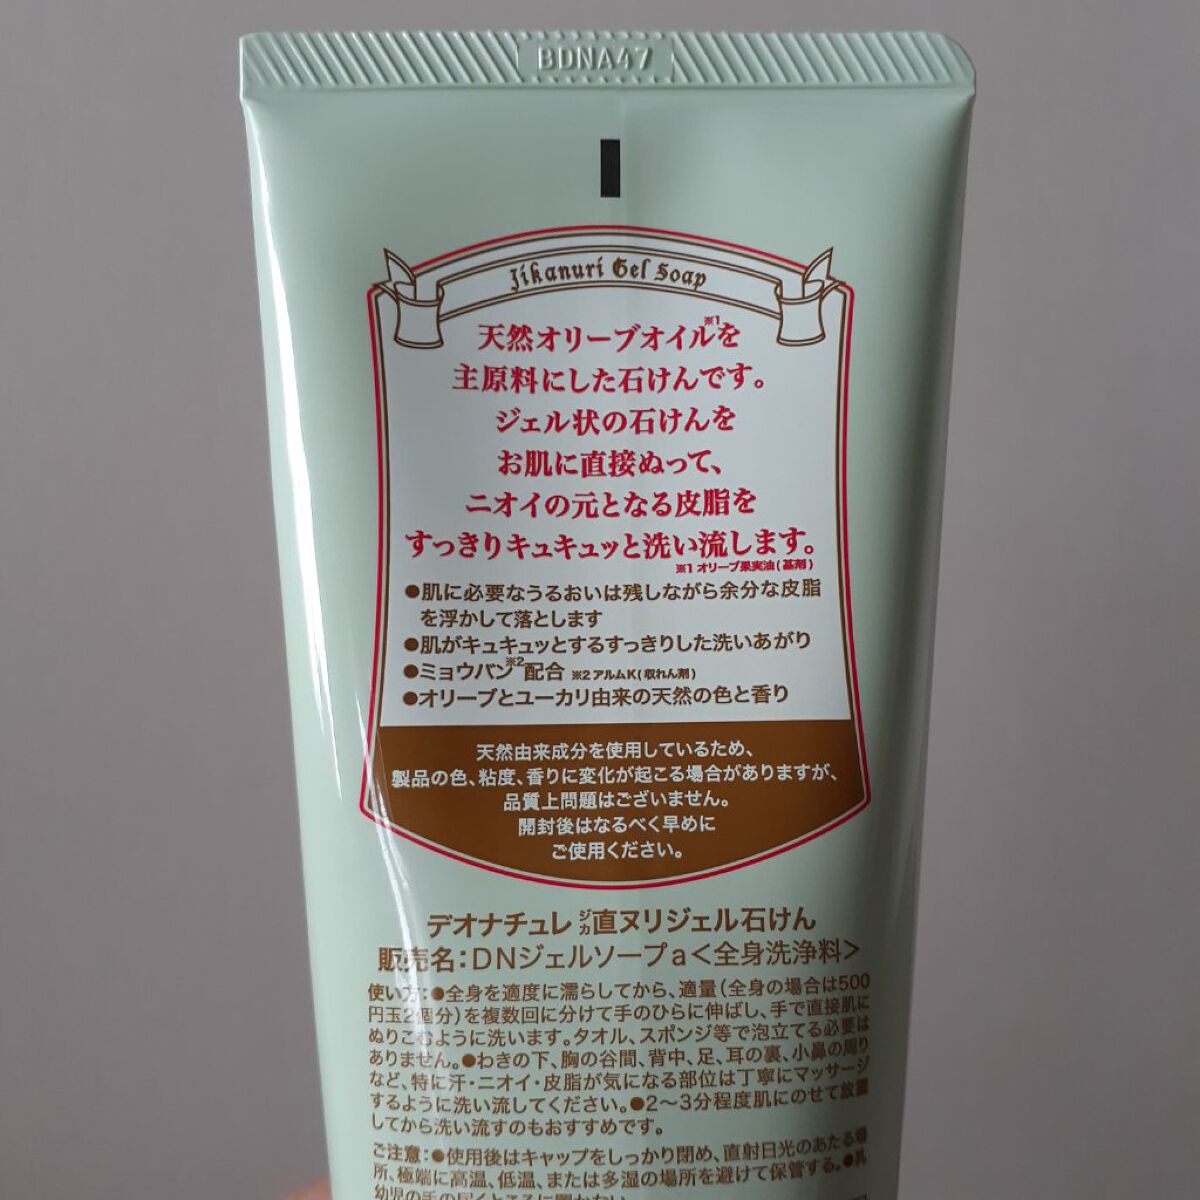 BDNA47
Jikanuri Gel Soap
天然オリーブオイル※1を
主原料にした石けんです。
ジェル状の石けんを
お肌に直接ぬって、
ニオイの元となる皮脂を
すっきりキュキュッと洗い流します。
※1 オリーブ果実油(基剤)
●肌に必要なうるおいは残しながら余分な皮脂
を浮かして落とします
●肌がキュキュッとするすっきりした洗いあがり
●ミョウバン※2配合 ※2 アルムK(収れん剤)
●オリーブとユーカリ由来の天然の色と香り
天然由来成分を使用しているため、
製品の色、粘度、香りに変化が起こる場合がありますが、
品質上問題はございません。
開封後はなるべく早めに
ご使用ください。
デオナチュレ 直ジカヌリジェル石けん
販売名:DNジェルソープa<全身洗浄料>
使い方:●全身を適度に濡らしてから、適量(全身の場合は500
円玉2個分)を複数回に分けて手のひらに伸ばし、手で直接肌に
ぬりこむように洗います。タオル、スポンジ等で泡立てる必要は
ありません。●わきの下、胸の谷間、背中、足、耳の裏、小鼻の周り
など、特に汗・ニオイ・皮脂が気になる部位は丁寧にマッサージ
するように洗い流してください。●2〜3分程度肌にのせて放置
してから洗い流すのもおすすめです。
ご注意:●使用後はキャップをしっかり閉め、直射日光のあたる場
所、極端に高温、低温、または多湿の場所を避けて保管する。●乳
幼児の手の届くところに置かない